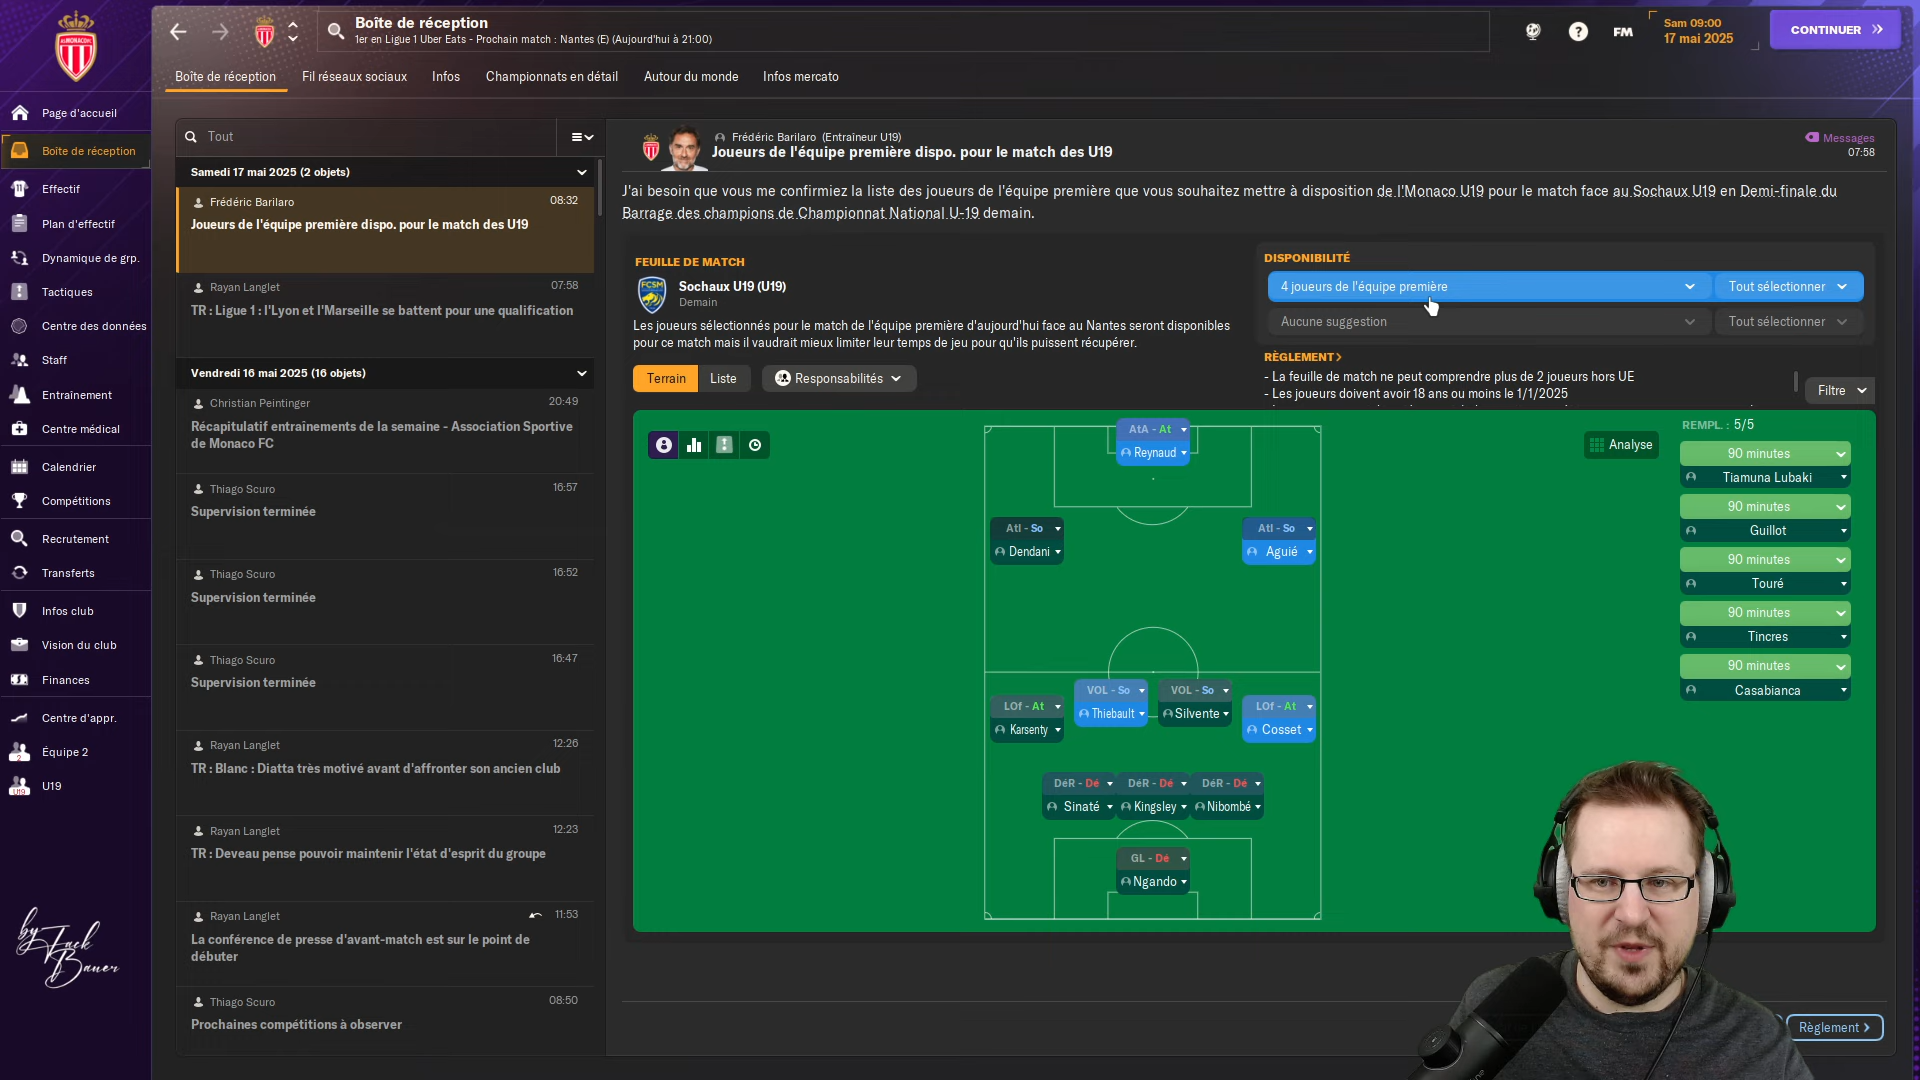 Boîte de réception
1er en Ligue 1 Uber Eats - Prochain match : Nantes (E) (Aujourd'hui à 21:00)
FM
Sam 09:00
17 mai 2025
CONTINUER
Boîte de réception
Fil réseaux sociaux
Infos
Championnats en détail
Autour du monde
Infos mercato
Page d'accueil
Boîte de réception
Effectif
Plan d'effectif
Dynamique de grp.
Tactiques
Centre des données
Staff
Entraînement
Centre médical
Calendrier
Compétitions
Recrutement
Transferts
Infos club
Vision du club
Finances
Centre d'appr.
Équipe 2
U19
by Jack Bauer
Tout
Samedi 17 mai 2025 (2 objets)
Frédéric Barilaro 08:32
Joueurs de l'équipe première dispo. pour le match des U19
Rayan Langlet 07:58
TR : Ligue 1 : l'Lyon et l'Marseille se battent pour une qualification
Vendredi 16 mai 2025 (16 objets)
Christian Peintinger 20:49
Récapitulatif entraînements de la semaine - Association Sportive
de Monaco FC
Thiago Scuro 16:57
Supervision terminée
Thiago Scuro 16:52
Supervision terminée
Thiago Scuro 16:47
Supervision terminée
Rayan Langlet 12:26
TR : Blanc : Diatta très motivé avant d'affronter son ancien club
Rayan Langlet 12:23
TR : Deveau pense pouvoir maintenir l'état d'esprit du groupe
Rayan Langlet 11:53
La conférence de presse d'avant-match est sur le point de
débuter
Thiago Scuro 08:50
Prochaines compétitions à observer
Frédéric Barilaro (Entraîneur U19)
Joueurs de l'équipe première dispo. pour le match des U19
Messages
07:58
J'ai besoin que vous me confirmiez la liste des joueurs de l'équipe première que vous souhaitez mettre à disposition de l'Monaco U19 pour le match face au Sochaux U19 en Demi-finale du
Barrage des champions de Championnat National U-19 demain.
FEUILLE DE MATCH
Sochaux U19 (U19)
Demain
Les joueurs sélectionnés pour le match de l'équipe première d'aujourd'hui face au Nantes seront disponibles
pour ce match mais il vaudrait mieux limiter leur temps de jeu pour qu'ils puissent récupérer.
DISPONIBILITÉ
4 joueurs de l'équipe première
Tout sélectionner
Aucune suggestion
Tout sélectionner
RÈGLEMENT
- La feuille de match ne peut comprendre plus de 2 joueurs hors UE
- Les joueurs doivent avoir 18 ans ou moins le 1/1/2025
Filtre
Terrain
Liste
Responsabilités
Analyse
AtA - At
Reynaud
AtI - So
Dendani
AtI - So
Aguié
VOL - So
Thiebault
VOL - So
Silvente
LOf - At
Karsenty
LOf - At
Cosset
DéR - Dé
Sinaté
DéR - Dé
Kingsley
DéR - Dé
Nibombé
GL - Dé
Ngando
REMPL. : 5/5
90 minutes
Tiamuna Lubaki
90 minutes
Guillot
90 minutes
Touré
90 minutes
Tincres
90 minutes
Casabianca
Règlement